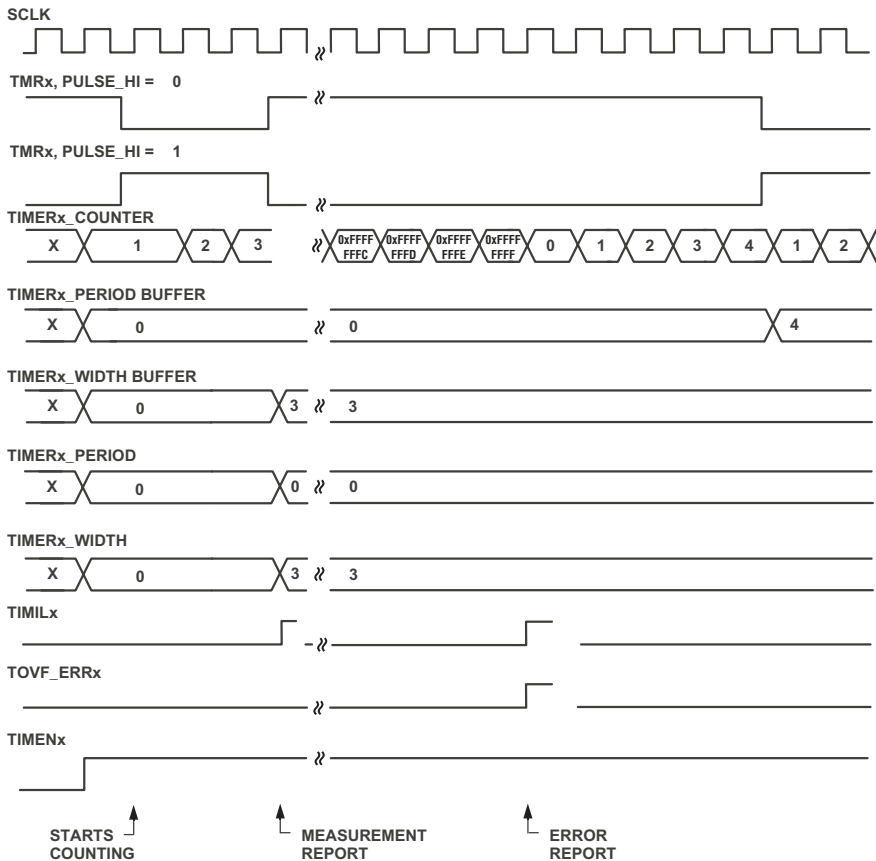 SCLK
TMRx, PULSE_HI = 0
TMRx, PULSE_HI = 1
TIMERx_COUNTER
X 1 2 3 0xFFFF FFFC 0xFFFF FFFD 0xFFFF FFFE 0xFFFF FFFF 0 1 2 3 4 1 2
TIMERx_PERIOD BUFFER
X 0 0 4
TIMERx_WIDTH BUFFER
X 0 3 3
TIMERx_PERIOD
X 0 0 0
TIMERx_WIDTH
X 0 3 3
TIMILx
TOVF_ERRx
TIMENx
STARTS COUNTING
MEASUREMENT REPORT
ERROR REPORT